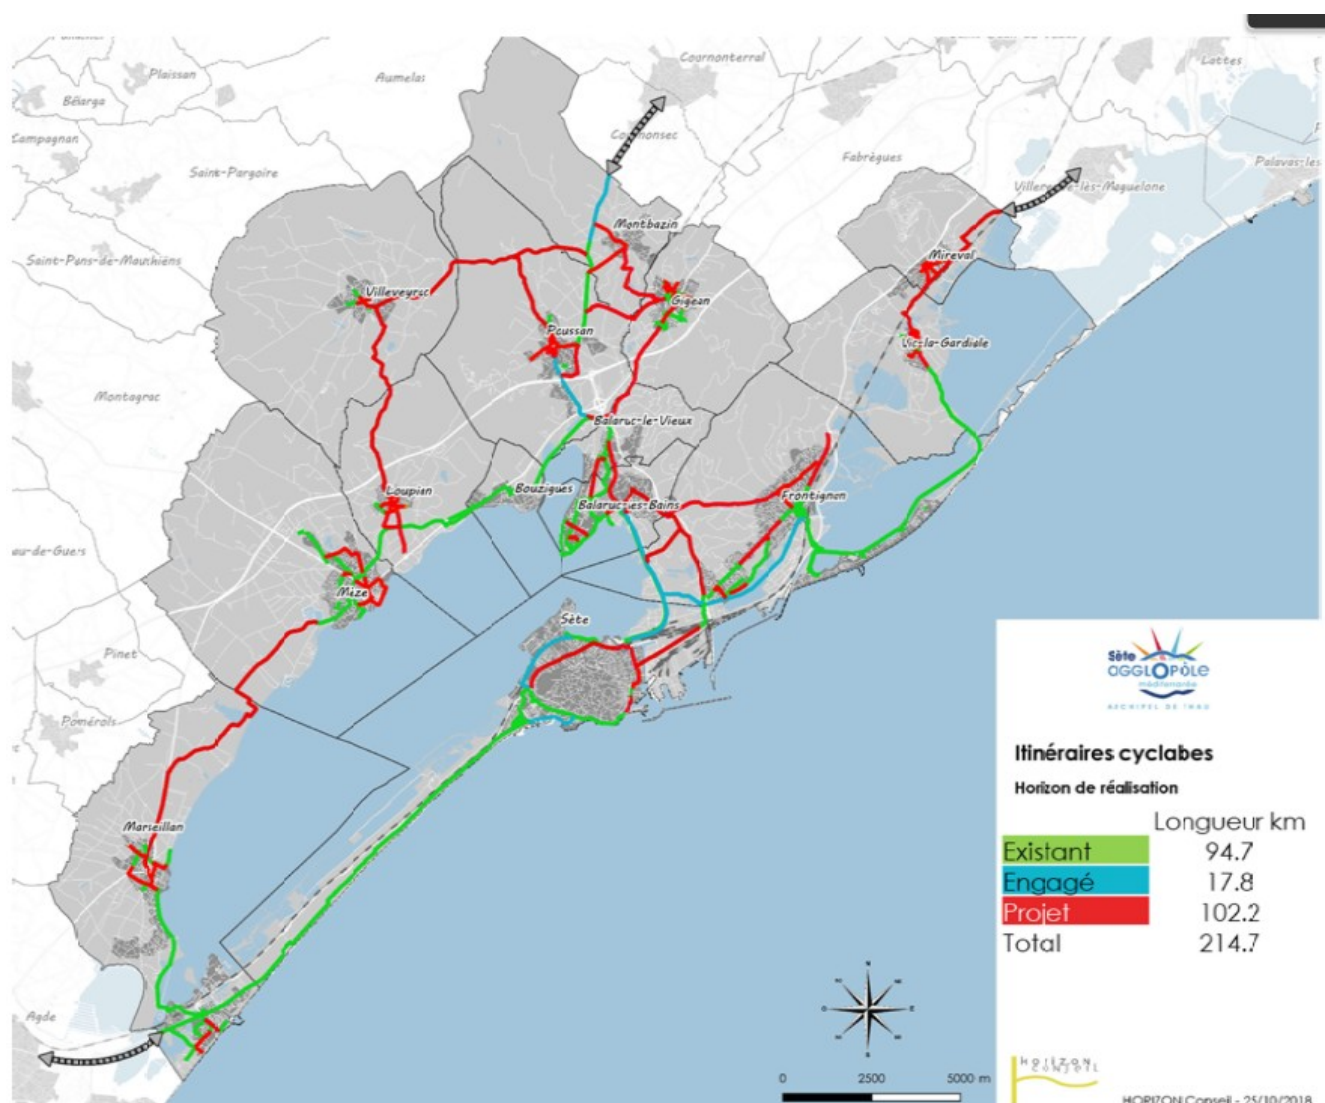 Cournonterral
Lattes
Plaissan
Aumelas
Bélarga
Campagnan
Cournonsec
Fabrègues
Saint-Pargoire
Palavas-les
Villeneuve-lès-Maguelone
Montbazin
Mireval
Saint-Pons-de-Mauchiens
Villeveyrac
Gigean
Poussan
Vic-la-Gardiole
Montagnac
Balaruc-le-Vieux
Loupian
Bouzigues
Frontignan
Balaruc-les-Bains
au-de-Guers
Mèze
Sète
Pinet
Sète
AGGLOPÔLE
méditerranée
ARCHIPEL DE THAU
Pomérols
Itinéraires cyclabes
Horizon de réalisation
Longueur km
Marseillan
Existant 94.7
Engagé 17.8
Projet 102.2
Total 214.7
N
O E
S
Agde
HORIZON
CONSEIL
0 2500 5000 m
HORIZON Conseil - 25/10/2018